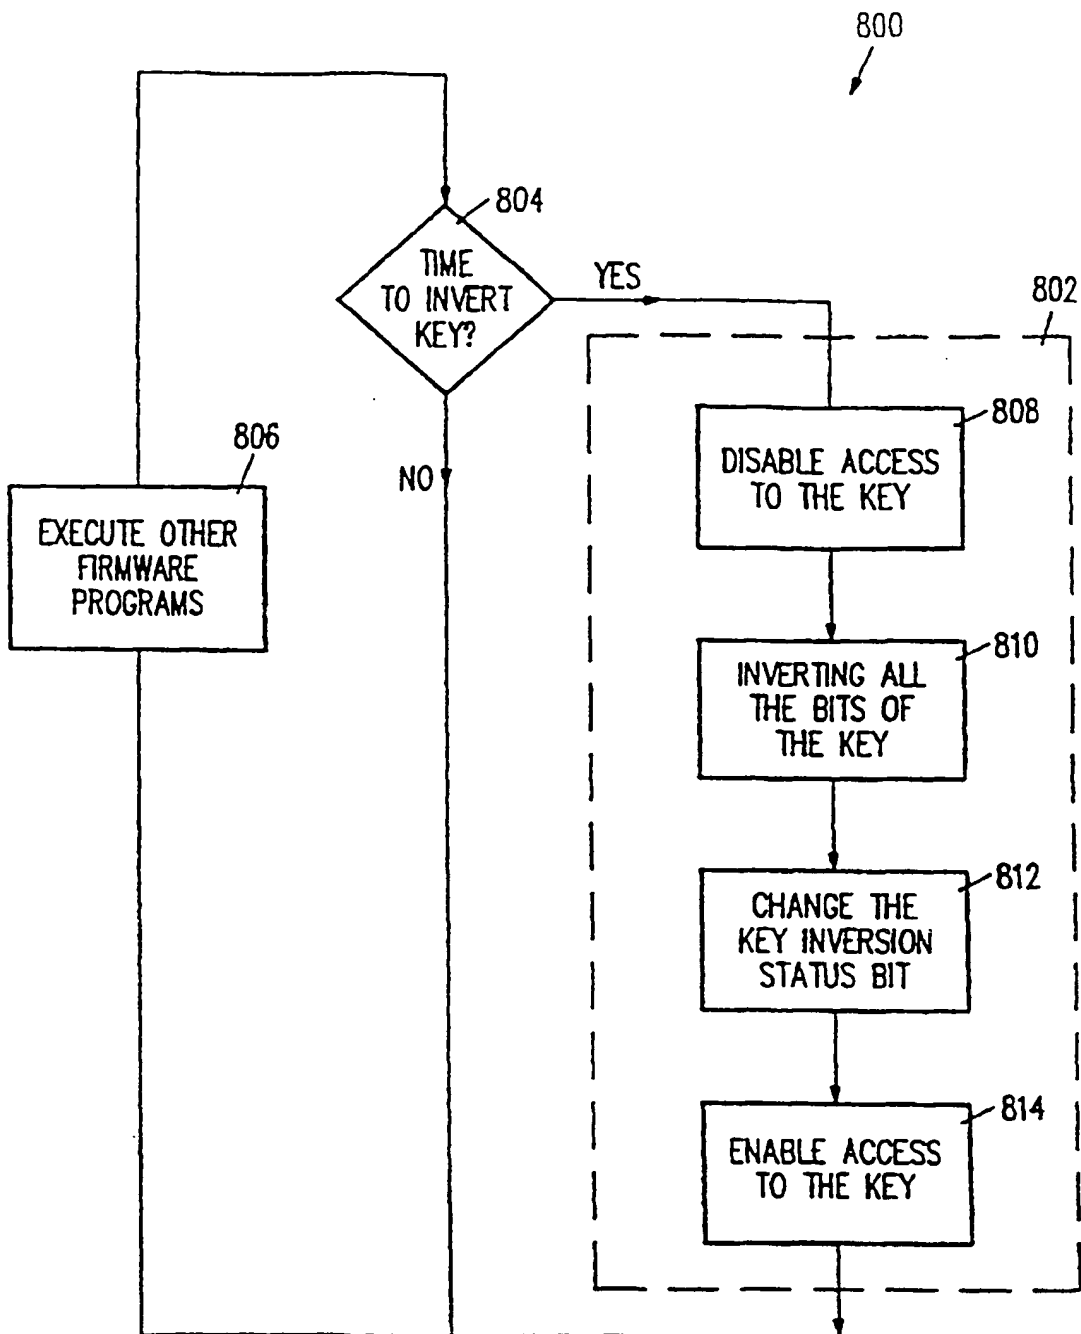 800
804
TIME
TO INVERT
KEY?
YES
802
808
DISABLE ACCESS
TO THE KEY
NO
806
EXECUTE OTHER
FIRMWARE
PROGRAMS
810
INVERTING ALL
THE BITS OF
THE KEY
812
CHANGE THE
KEY INVERSION
STATUS BIT
814
ENABLE ACCESS
TO THE KEY